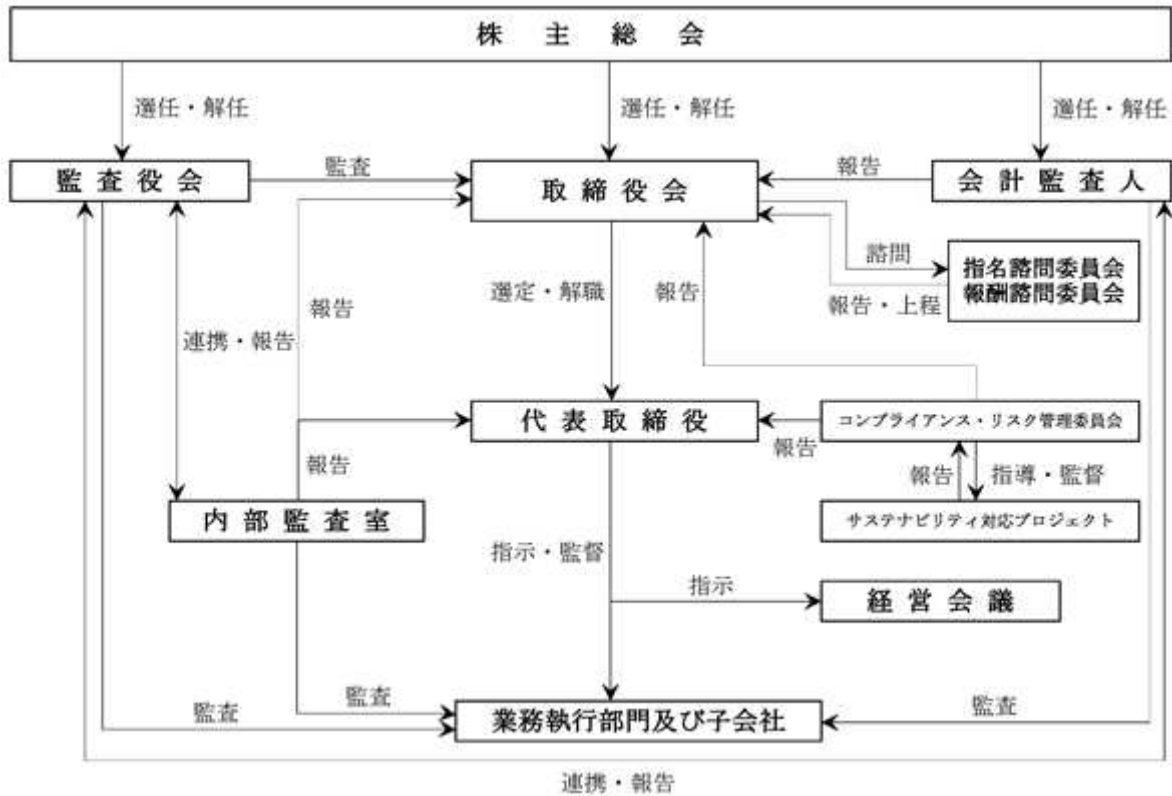 株主総会
選任・解任
選任・解任
選任・解任
監査役会
監査
取締役会
報告
会計監査人
諮問
指名諮問委員会
報酬諮問委員会
報告・上程
選定・解職
報告
報告
連携・報告
代表取締役
報告
コンプライアンス・リスク管理委員会
報告
報告
指導・監督
内部監査室
サステナビリティ対応プロジェクト
指示・監督
指示
経営会議
監査
監査
業務執行部門及び子会社
監査
連携・報告